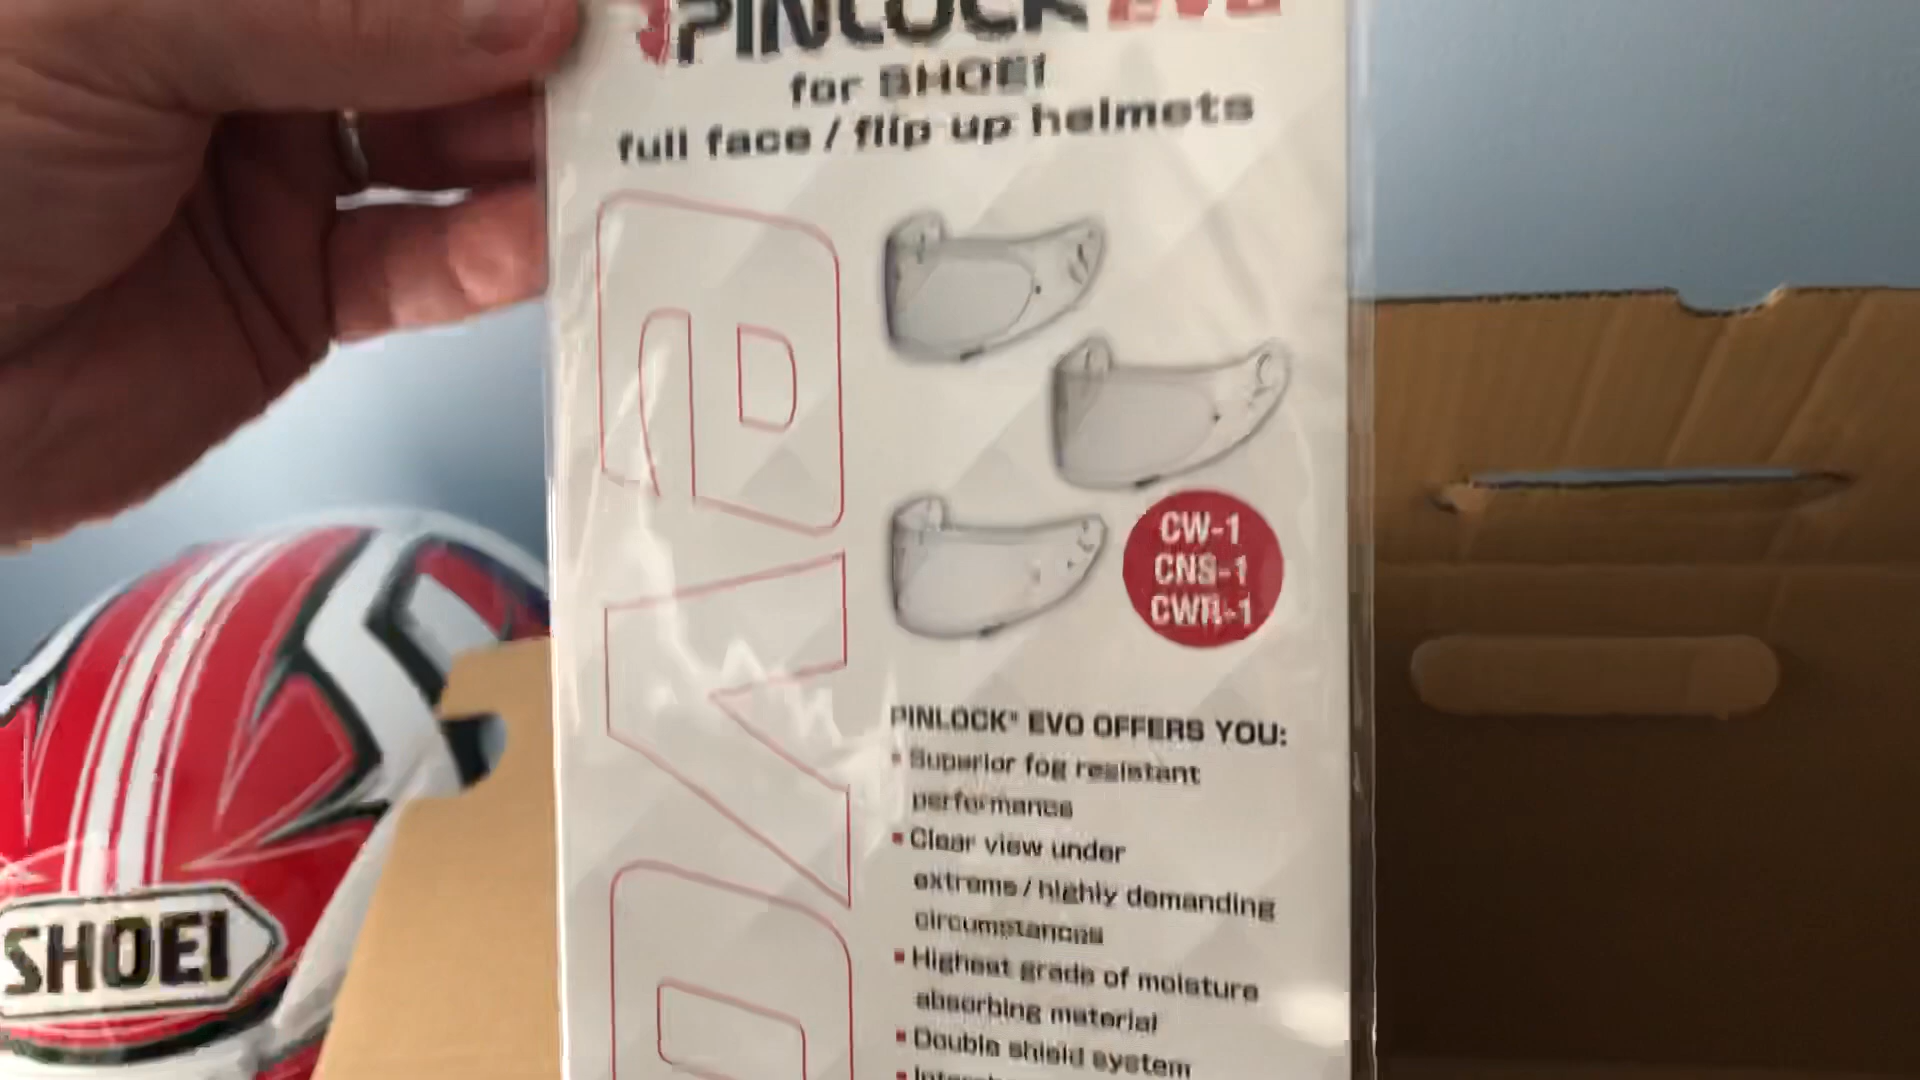 PINLOCK EVO
for SHOEI
full face / flip up helmets
CW-1
CNS-1
CWR-1
PINLOCK® EVO OFFERS YOU:
▪ Superior fog resistant
performance
▪ Clear view under
extreme / highly demanding
circumstances
▪ Highest grade of moisture
absorbing material
▪ Double shield system
SHOEI